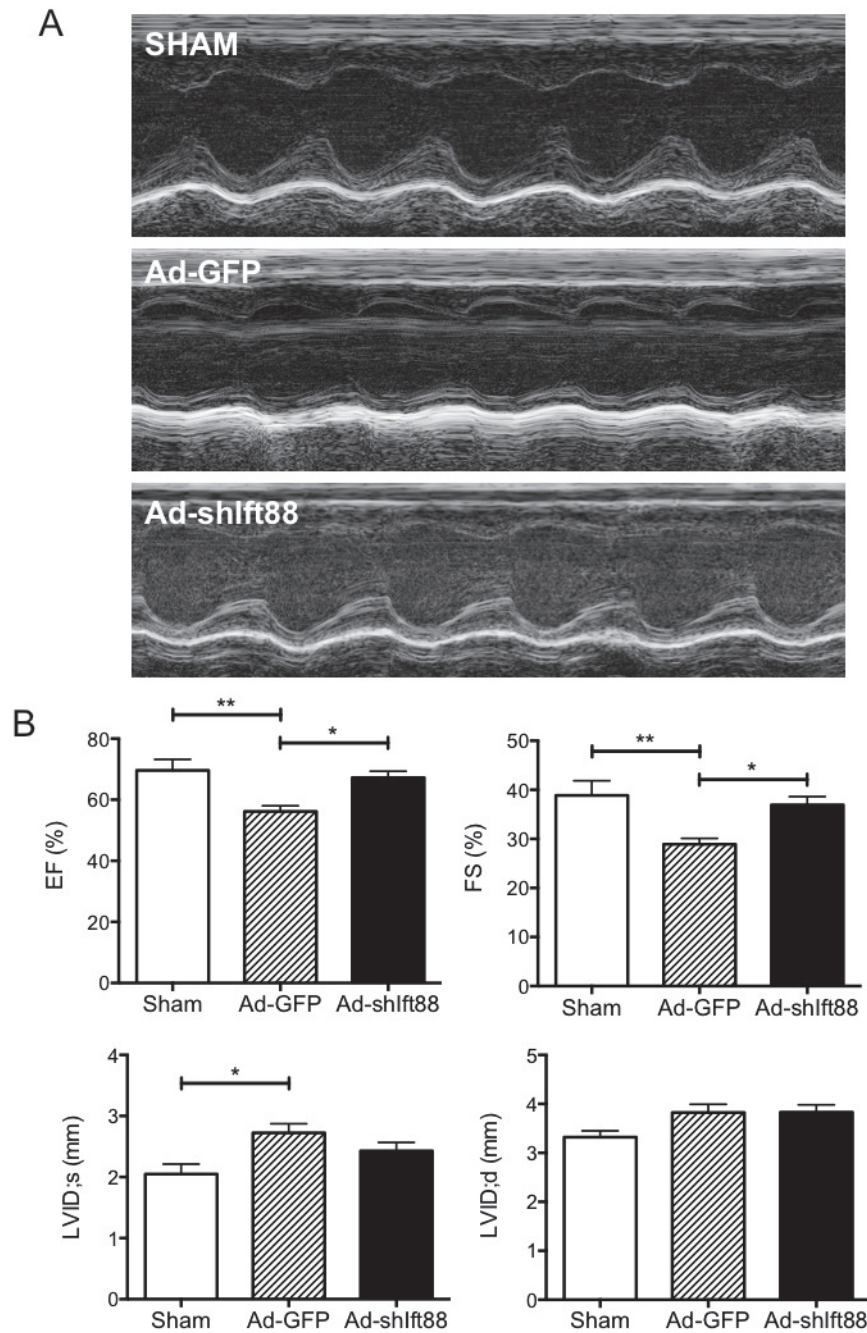 A
SHAM
Ad-GFP
Ad-shIft88
B
**
*
80
60
40
20
0
EF (%)
Sham Ad-GFP Ad-shIft88
**
*
50
40
30
20
10
0
FS (%)
Sham Ad-GFP Ad-shIft88
*
4
3
2
1
0
LVID;s (mm)
Sham Ad-GFP Ad-shIft88
5
4
3
2
1
0
LVID;d (mm)
Sham Ad-GFP Ad-shIft88